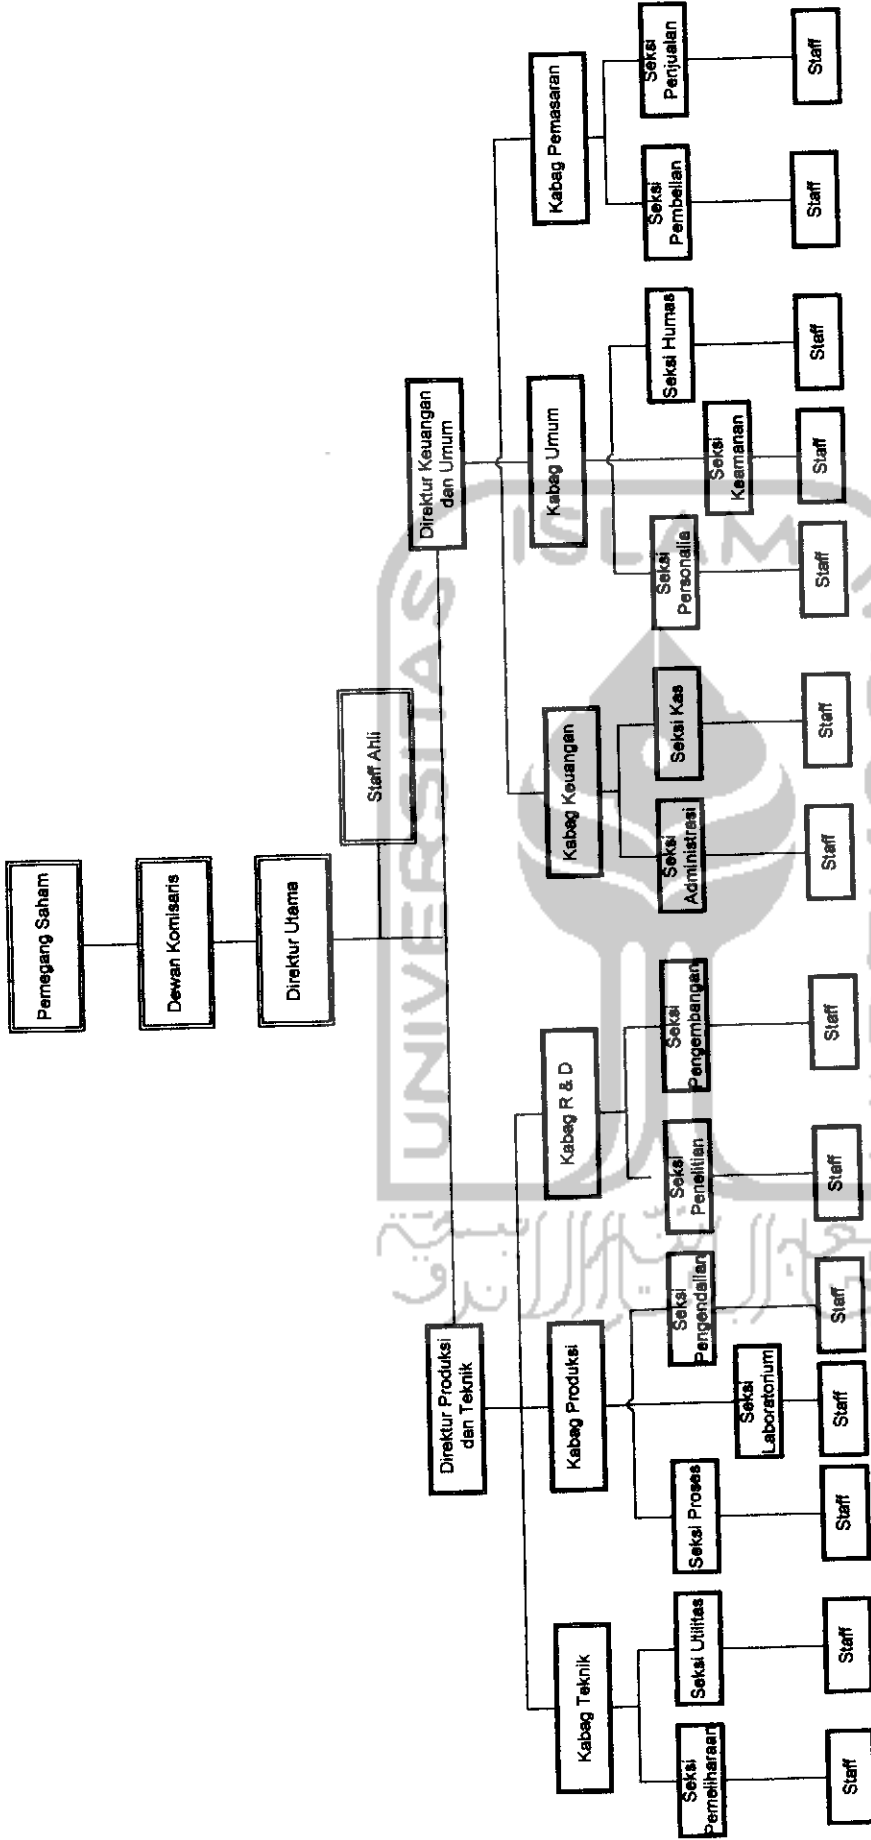 Pemegang Saham
Dewan Komisaris
Direktur Utama
Staff Ahli
Direktur Produksi
dan Teknik
Direktur Keuangan
dan Umum
Kabag Teknik
Kabag Produksi
Kabag R & D
Kabag Keuangan
Kabag Umum
Kabag Pemasaran
Seksi
Pemeliharaan
Seksi Utilitas
Seksi Proses
Seksi
Laboratorium
Seksi
Pengendalian
Seksi
Penelitian
Seksi
Pengembangan
Seksi
Administrasi
Seksi Kas
Seksi
Personalia
Seksi
Keamanan
Seksi Humas
Seksi
Pembelian
Seksi
Penjualan
Staff
Staff
Staff
Staff
Staff
Staff
Staff
Staff
Staff
Staff
Staff
Staff
Staff
Staff
UNIVERSITAS
ISLAM